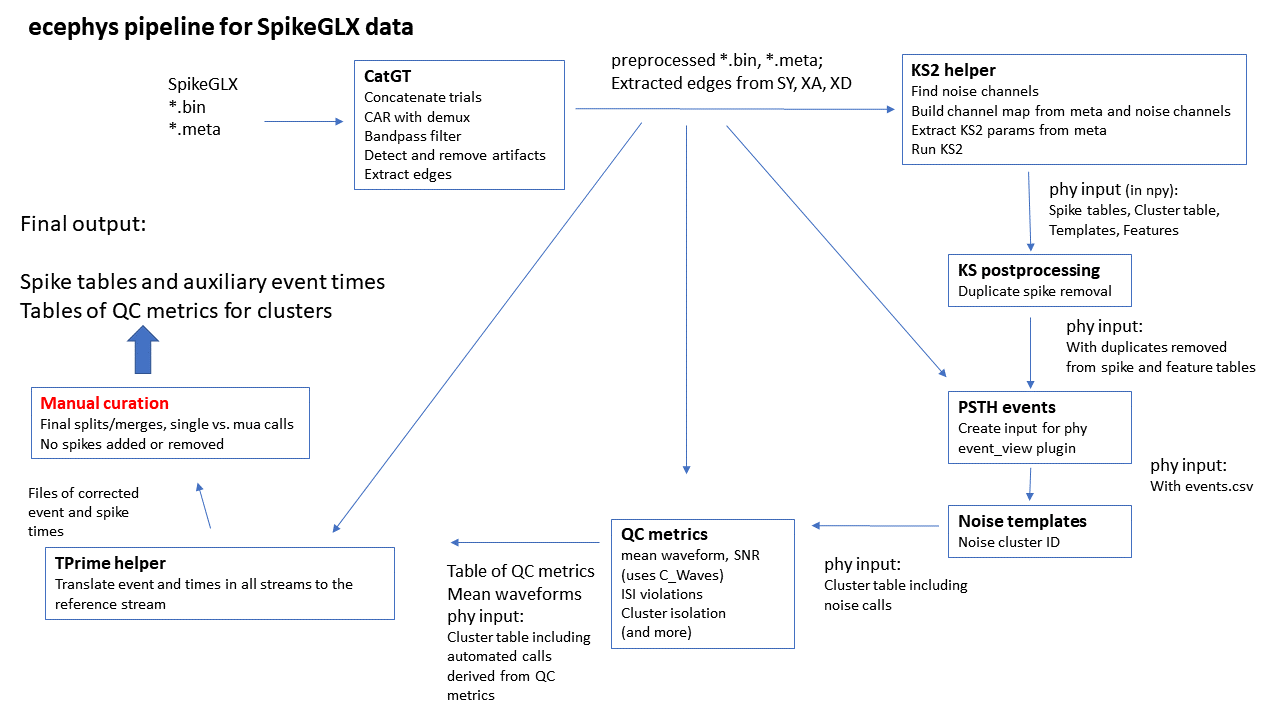 ecephys pipeline for SpikeGLX data
SpikeGLX
*.bin
*.meta
CatGT
Concatenate trials
CAR with demux
Bandpass filter
Detect and remove artifacts
Extract edges
preprocessed *.bin, *.meta;
Extracted edges from SY, XA, XD
KS2 helper
Find noise channels
Build channel map from meta and noise channels
Extract KS2 params from meta
Run KS2
phy input (in npy):
Spike tables, Cluster table,
Templates, Features
KS postprocessing
Duplicate spike removal
phy input:
With duplicates removed
from spike and feature tables
PSTH events
Create input for phy
event_view plugin
phy input:
With events.csv
Noise templates
Noise cluster ID
phy input:
Cluster table including
noise calls
QC metrics
mean waveform, SNR
(uses C_Waves)
ISI violations
Cluster isolation
(and more)
Table of QC metrics
Mean waveforms
phy input:
Cluster table including
automated calls
derived from QC
metrics
TPrime helper
Translate event and times in all streams to the
reference stream
Files of corrected
event and spike
times
Manual curation
Final splits/merges, single vs. mua calls
No spikes added or removed
Final output:
Spike tables and auxiliary event times
Tables of QC metrics for clusters